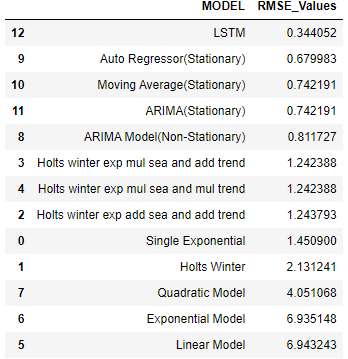 MODEL RMSE_Values
12 LSTM 0.344052
9 Auto Regressor(Stationary) 0.679983
10 Moving Average(Stationary) 0.742191
11 ARIMA(Stationary) 0.742191
8 ARIMA Model(Non-Stationary) 0.811727
3 Holts winter exp mul sea and add trend 1.242388
4 Holts winter exp mul sea and mul trend 1.242388
2 Holts winter exp add sea and add trend 1.243793
0 Single Exponential 1.450900
1 Holts Winter 2.131241
7 Quadratic Model 4.051068
6 Exponential Model 6.935148
5 Linear Model 6.943243